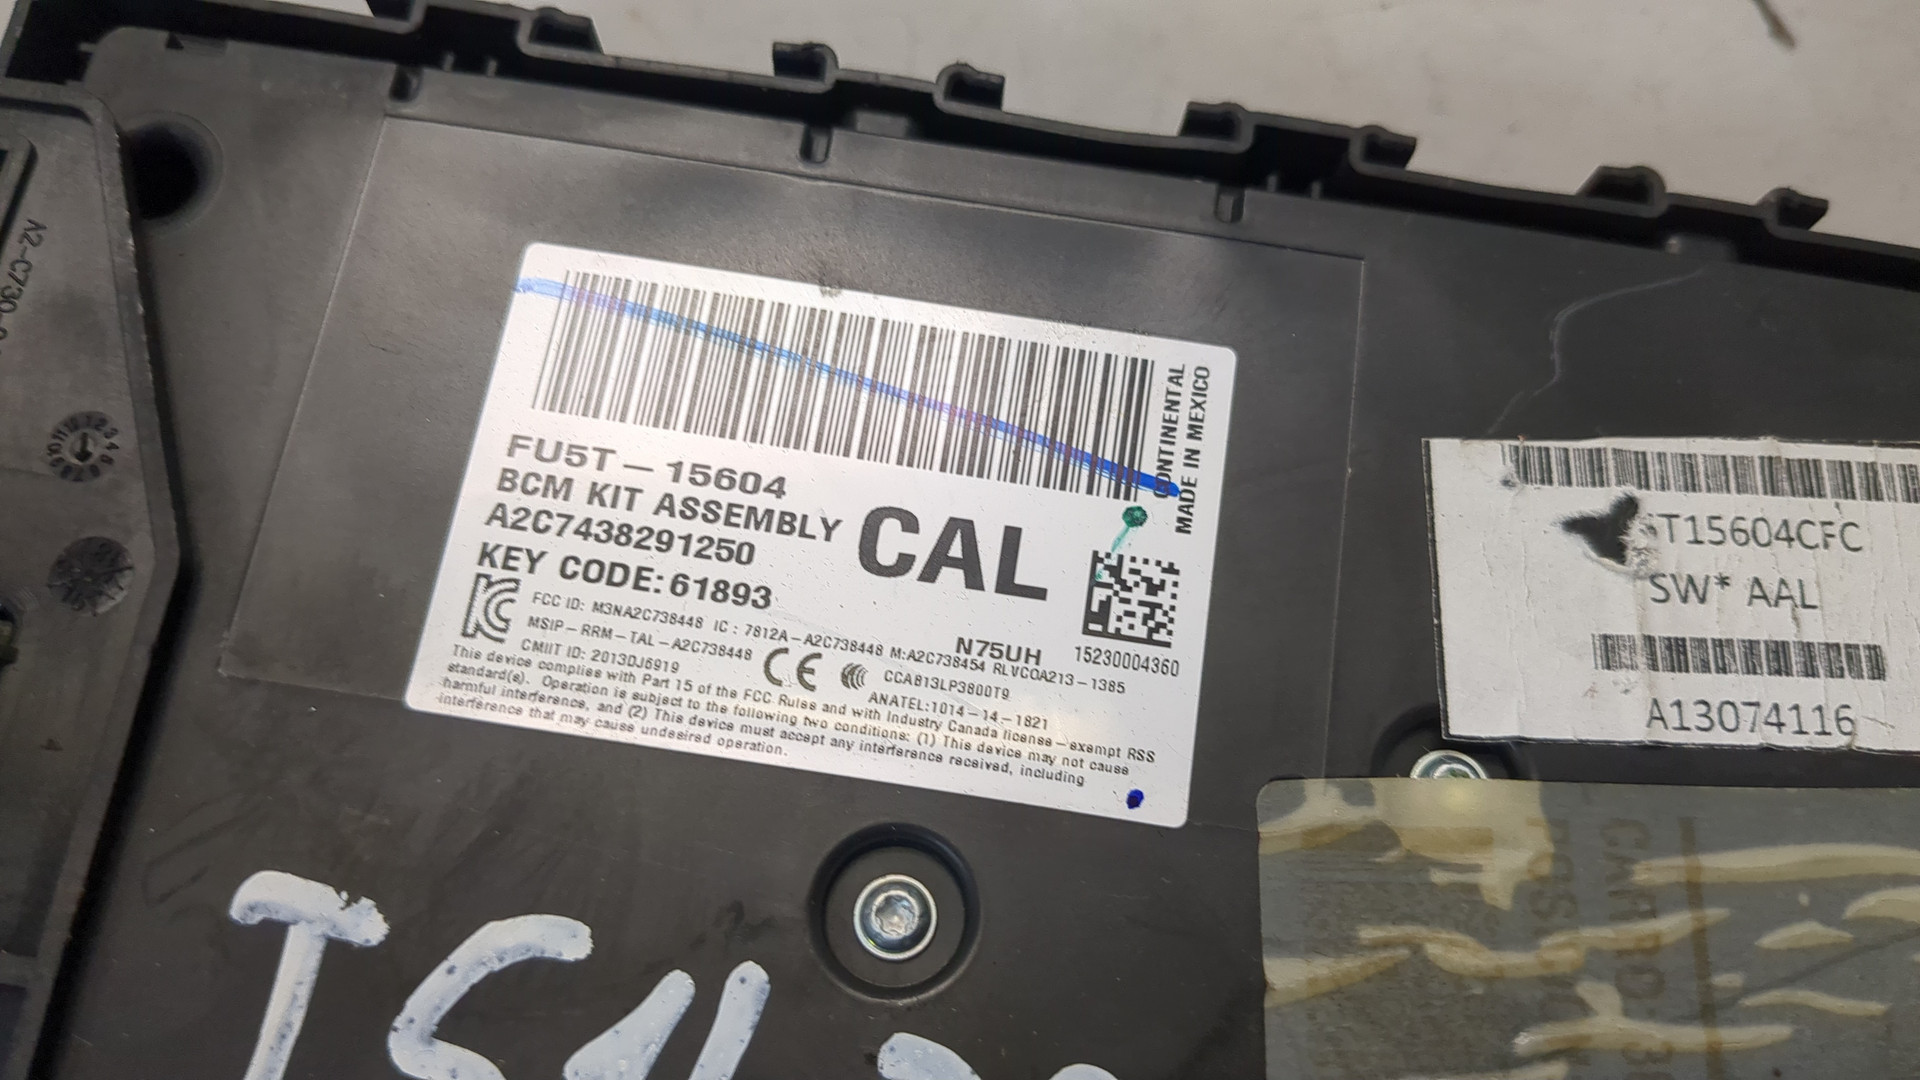 CONTINENTAL
MADE IN MEXICO
FU5T-15604
BCM KIT ASSEMBLY
A2C7438291250
CAL
KEY CODE: 61893
FCC ID: M3NA2C738448 IC: 7812A-A2C738448 M:A2C738454 RLVCOA213-1385
N75UH 15230004360
MSIP-RRM-TAL-A2C738448
CMIIT ID: 2013DJ6919
CE
CCAB13LP3800T9
ANATEL:1014-14-1821
This device complies with Part 15 of the FCC Rules and with Industry Canada license-exempt RSS
standard(s). Operation is subject to the following two conditions: (1) This device may not cause
harmful interference, and (2) This device must accept any interference received, including
interference that may cause undesired operation.
T15604CFC
SW* AAL
A13074116
4